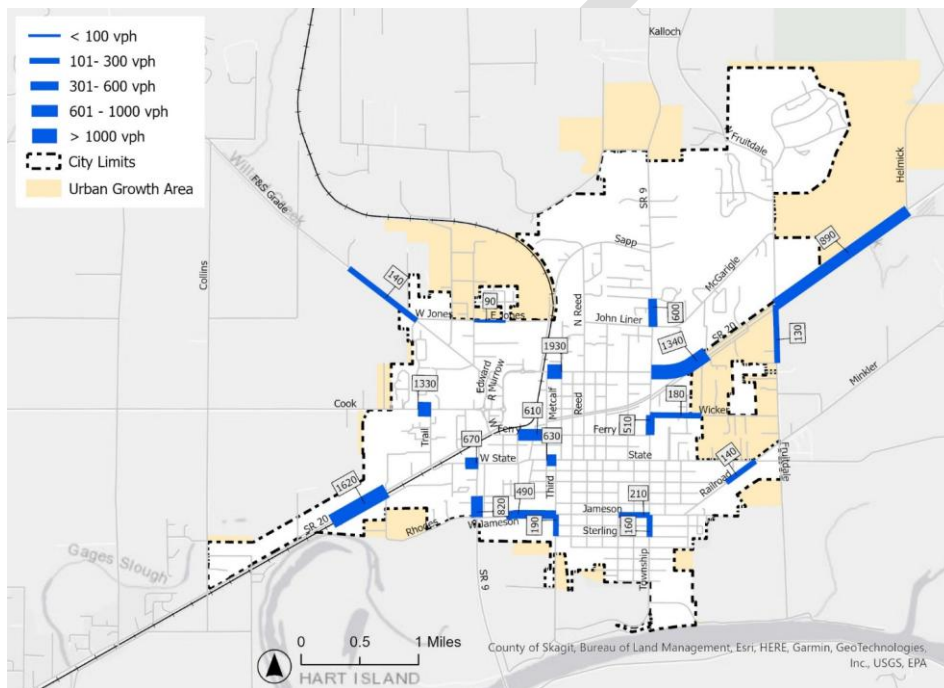 < 100 vph
101- 300 vph
301- 600 vph
601 - 1000 vph
> 1000 vph
City Limits
Urban Growth Area
Kalloch
Fruitdale
Helmick
F&S Grade
SR 9
Sapp
890
Collins
McGarigle
140
90
W Jones
E Jones
N Reed
John Liner
600
SR 20
1340
130
1930
Minkler
Edward
R Murrow
1330
Metcalf
Reed
180
Cook
Trail
610
Wicker
Ferry
630
Ferry
510
670
W State
State
140
Fruitdale
Third
Railroad
1620
490
210
SR 20
820
Jameson
Rhodes
W Jameson
190
Sterling
160
Gages Slough
SR 9
Township
0 0.5 1 Miles
HART ISLAND
County of Skagit, Bureau of Land Management, Esri, HERE, Garmin, GeoTechnologies,
Inc., USGS, EPA